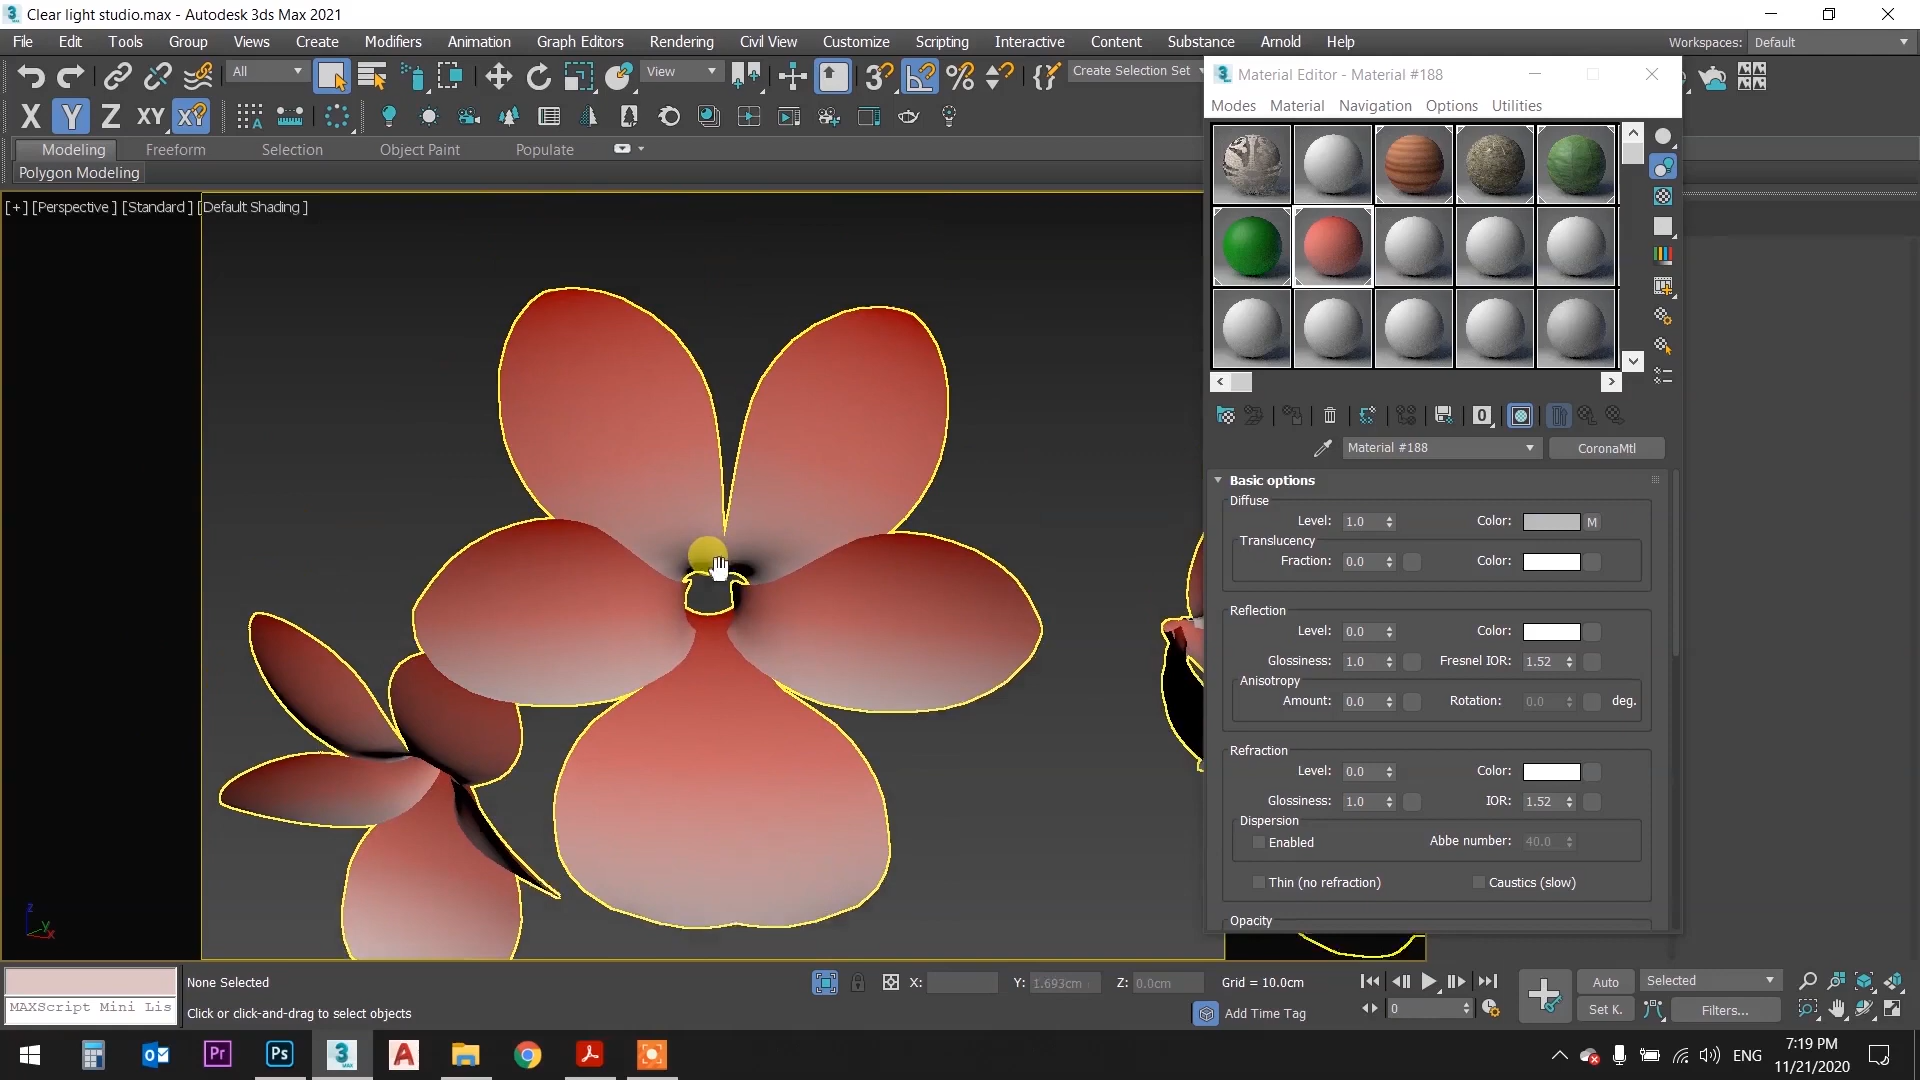 Clear light studio.max - Autodesk 3ds Max 2021
File Edit Tools Group Views Create Modifiers Animation Graph Editors Rendering Civil View Customize Scripting Interactive Content Substance Arnold Help
Workspaces: Default
All
View
Create Selection Set
X Y Z XY
Modeling Freeform Selection Object Paint Populate
Polygon Modeling
[+] [Perspective ] [Standard ] [Default Shading ]
Material Editor - Material #188
Modes Material Navigation Options Utilities
0
Material #188
CoronaMtl
Basic options
Diffuse
Level: 1.0 Color: M
Translucency
Fraction: 0.0 Color:
Reflection
Level: 0.0 Color:
Glossiness: 1.0 Fresnel IOR: 1.52
Anisotropy
Amount: 0.0 Rotation: 0.0 deg.
Refraction
Level: 0.0 Color:
Glossiness: 1.0 IOR: 1.52
Dispersion
Enabled Abbe number: 40.0
Thin (no refraction) Caustics (slow)
Opacity
z
y
x
MAXScript Mini Lis
None Selected
Click or click-and-drag to select objects
X: Y: 1.693cm Z: 0.0cm Grid = 10.0cm
Add Time Tag
0
Auto Selected
Set K. Filters...
ENG
7:19 PM
11/21/2020